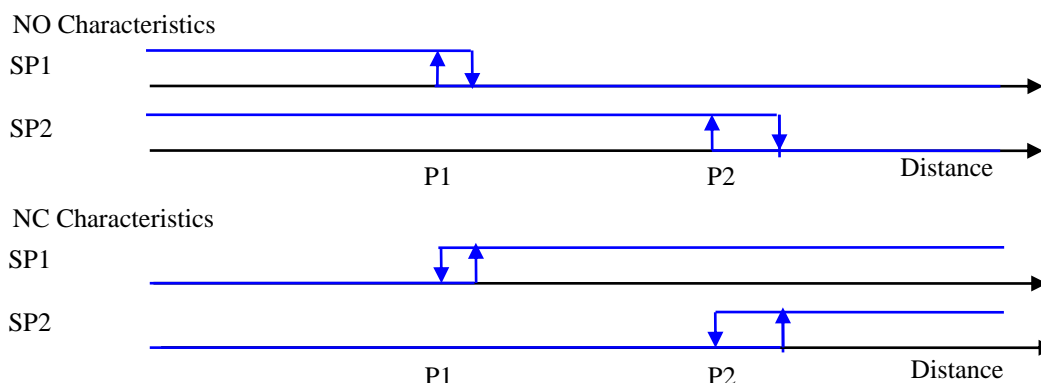 NO Characteristics
SP1
SP2
P1 P2 Distance
NC Characteristics
SP1
SP2
P1 P2 Distance